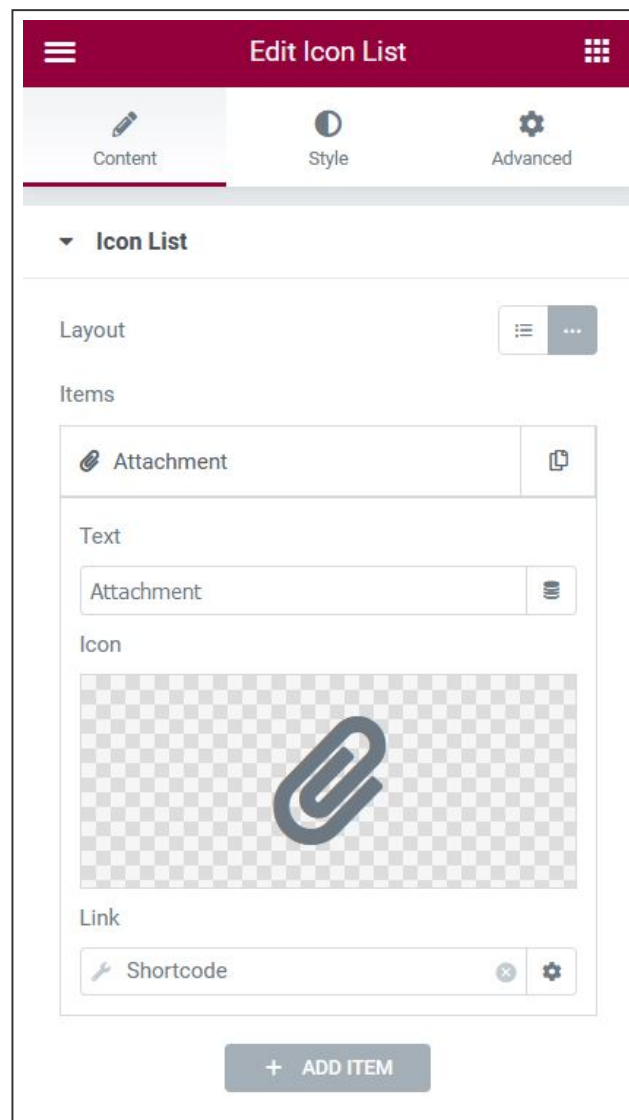 Edit Icon List
Content Style Advanced
Icon List
Layout
Items
Attachment
Text
Attachment
Icon
Link
Shortcode
+ ADD ITEM